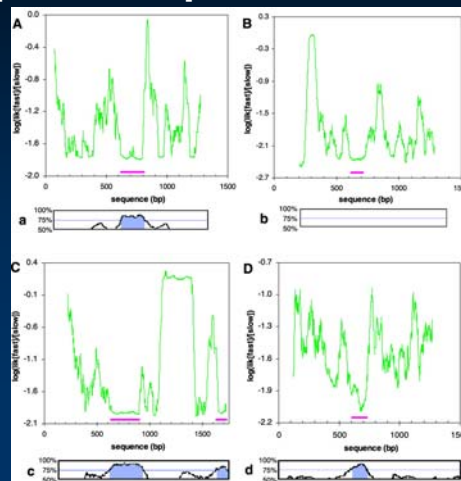 A
B
log(lik[fast]/[slow])
0.0
-0.4
-0.8
-1.2
-1.6
-2.0
0 500 1000 1500
sequence (bp)
log(lik[fast]/[slow])
0.3
-0.3
-0.9
-1.5
-2.1
-2.7
0 500 1000 1500
sequence (bp)
a
100%
75%
50%
b
100%
75%
50%
C
D
log(lik[fast]/[slow])
0.4
-0.1
-0.6
-1.1
-1.6
-2.1
0 500 1000 1500
sequence (bp)
log(lik[fast]/[slow])
-0.7
-1.0
-1.3
-1.6
-1.9
-2.2
0 500 1000 1500
sequence (bp)
c
100%
75%
50%
d
100%
75%
50%